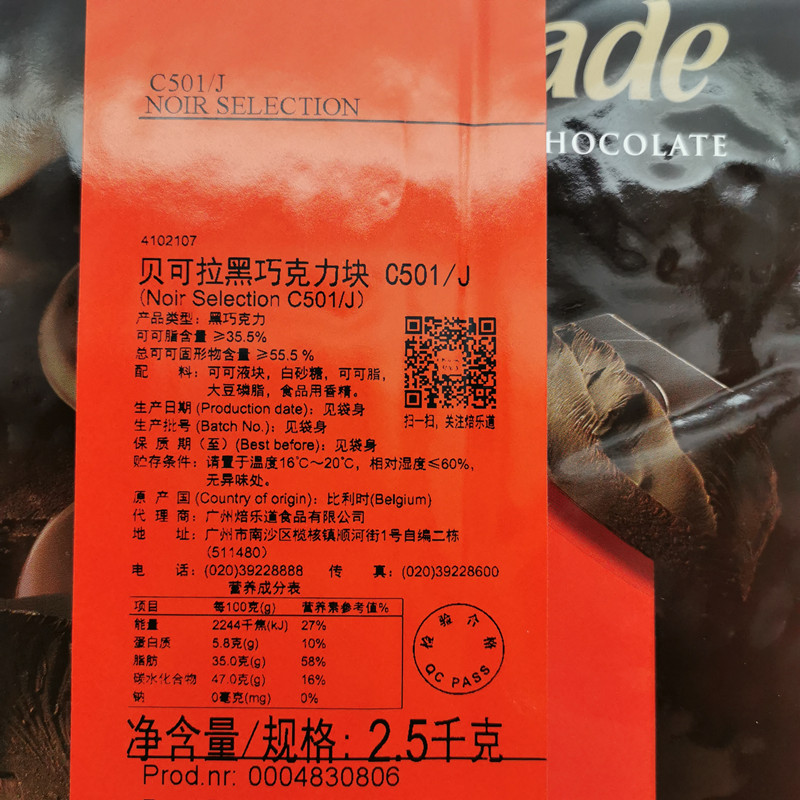 ade
HOCOLATE
C501/J
NOIR SELECTION
4102107
贝可拉黑巧克力块 C501/J
(Noir Selection C501/J)
产品类型：黑巧克力
可可脂含量 ≥35.5%
总可可固形物含量 ≥55.5 %
配 料：可可液块，白砂糖，可可脂，
大豆磷脂，食品用香精。
扫一扫，关注焙乐道
生产日期 (Production date)：见袋身
生产批号 (Batch No.)：见袋身
保 质 期（至）(Best before)：见袋身
贮存条件：请置于温度16℃～20℃，相对湿度≤60%，
无异味处。
原 产 国 (Country of origin)：比利时(Belgium)
代 理 商：广州焙乐道食品有限公司
地 址：广州市南沙区榄核镇顺河街1号自编二栋
（511480）
电 话：(020)39228888 传 真：(020)39228600
营养成分表
项目 每100克(g) 营养素参考值%
能量 2244千焦(kJ) 27%
蛋白质 5.8克(g) 10%
脂肪 35.0克(g) 58%
碳水化合物 47.0克(g) 16%
钠 0毫克(mg) 0%
检验合格
QC PASS
净含量/规格：2.5千克
Prod.nr: 0004830806